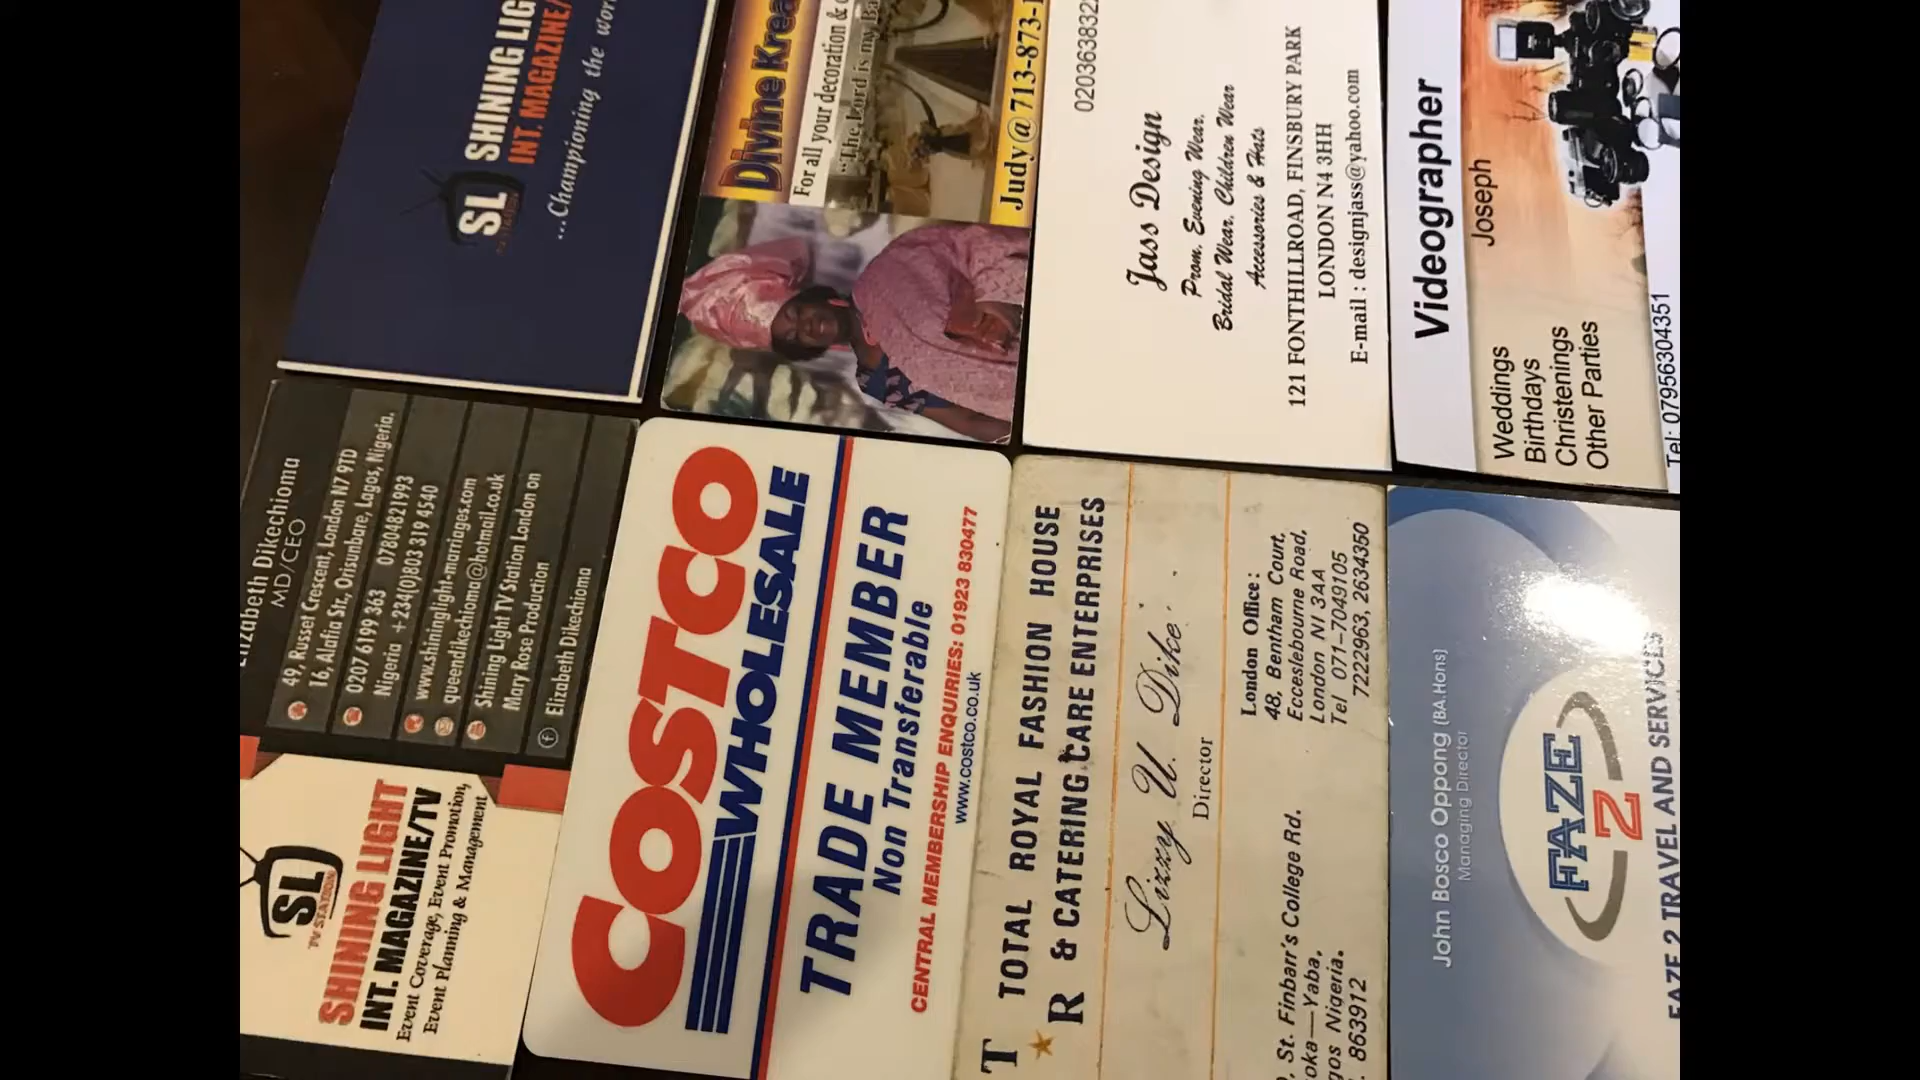 SL
SHINING LIG
INT. MAGAZINE/
...Championing the wor
Divine Krea
For all your decoration &
"The Lord is my
Judy@713-873-1
020363832
Jass Design
Prom, Evening Wear,
Bridal Wear, Children Wear
Accessories & Hats
121 FONTHILLROAD, FINSBURY PARK
LONDON N4 3HH
E-mail : designjass@yahoo.com
Videographer
Joseph
Weddings
Birthdays
Christenings
Other Parties
Tel: 07956304351
Elizabeth Dikechioma
MD/CEO
49, Russet Crescent, London N7 9TD
16, Alafia Str., Orisunbare, Lagos, Nigeria.
0207 6199 363 07804821993
Nigeria +234(0)803 319 4540
www.shininglight-marriages.com
queendikechioma@hotmail.co.uk
Shining Light TV Station London on
Mary Rose Production
Elizabeth Dikechioma
SL
TV STATION
SHINING LIGHT
INT. MAGAZINE/TV
Event Coverage, Event Promotion,
Event Planning & Management
COSTCO
WHOLESALE
TRADE MEMBER
Non Transferable
CENTRAL MEMBERSHIP ENQUIRIES: 01923 830477
www.costco.co.uk
T TOTAL ROYAL FASHION HOUSE
R & CATERING CARE ENTERPRISES
Lizzy U. Dike.
Director
London Office:
48, Bentham Court,
Ecclesbourne Road,
London N1 3AA
Tel 071-7049105
7222963, 2634350
, St. Finbarr's College Rd.
oka—Yaba,
gos Nigeria.
. 863912
John Bosco Oppong (BA.Hons)
Managing Director
FAZE
2
FAZE 2 TRAVEL AND SERVICES